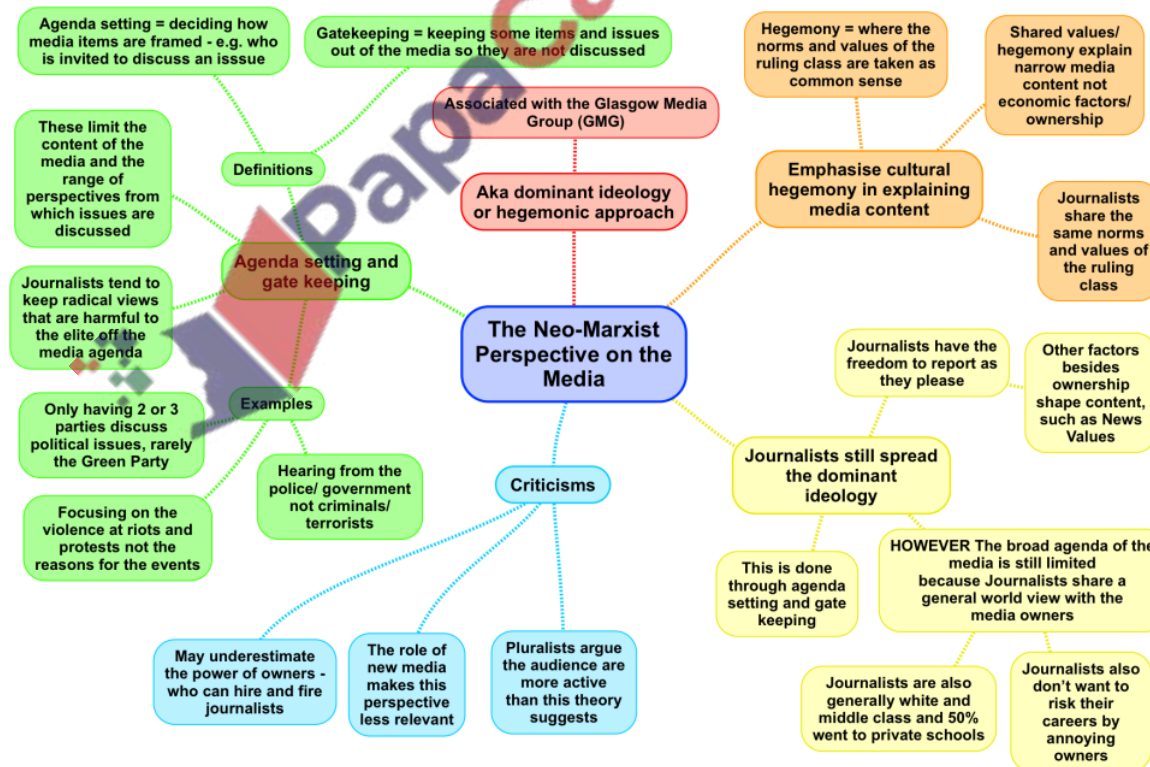 Agenda setting = deciding how
media items are framed - e.g. who
is invited to discuss an isssue
Gatekeeping = keeping some items and issues
out of the media so they are not discussed
These limit the
content of the
media and the
range of
perspectives from
which issues are
discussed
Definitions
Agenda setting and
gate keeping
Journalists tend to
keep radical views
that are harmful to
the elite off the
media agenda
Examples
Only having 2 or 3
parties discuss
political issues, rarely
the Green Party
Hearing from the
police/ government
not criminals/
terrorists
Focusing on the
violence at riots and
protests not the
reasons for the events
Associated with the Glasgow Media
Group (GMG)
Aka dominant ideology
or hegemonic approach
The Neo-Marxist
Perspective on the
Media
Hegemony = where the
norms and values of the
ruling class are taken as
common sense
Shared values/
hegemony explain
narrow media
content not
economic factors/
ownership
Emphasise cultural
hegemony in explaining
media content
Journalists
share the
same norms
and values of
the ruling
class
Journalists have the
freedom to report as
they please
Other factors
besides
ownership
shape content,
such as News
Values
Journalists still spread
the dominant
ideology
This is done
through agenda
setting and gate
keeping
HOWEVER The broad agenda of the
media is still limited
because Journalists share a
general world view with the
media owners
Journalists are also
generally white and
middle class and 50%
went to private schools
Journalists also
don't want to
risk their
careers by
annoying
owners
Criticisms
May underestimate
the power of owners -
who can hire and fire
journalists
The role of
new media
makes this
perspective
less relevant
Pluralists argue
the audience are
more active
than this theory
suggests